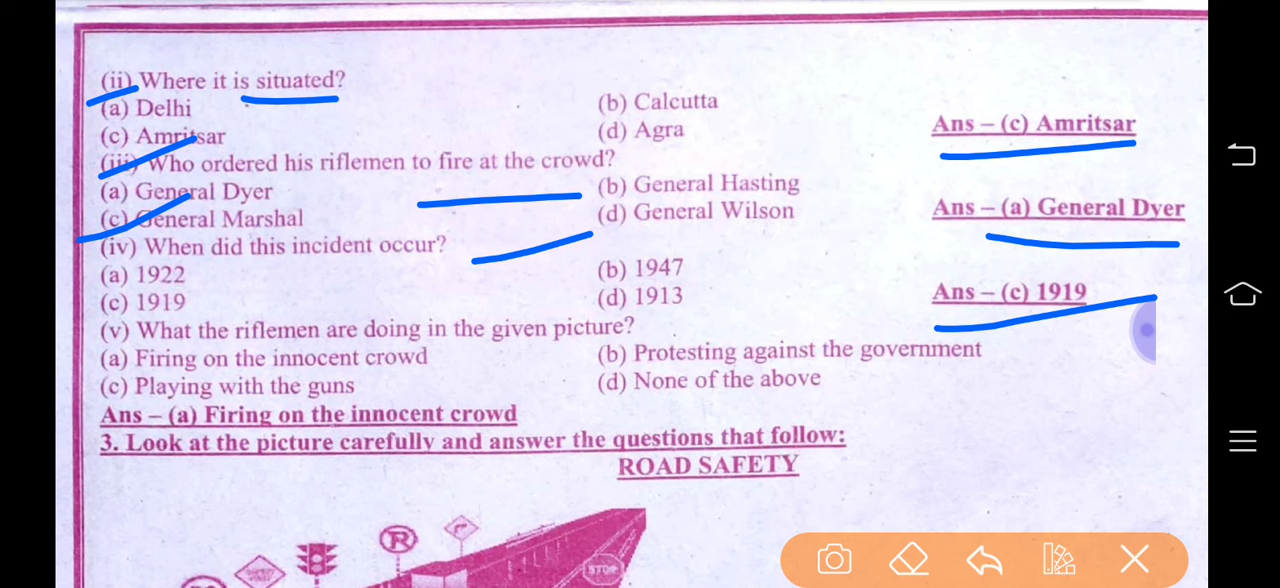 (ii) Where it is situated?
(a) Delhi
(b) Calcutta
(c) Amritsar
(d) Agra
Ans – (c) Amritsar
(iii) Who ordered his riflemen to fire at the crowd?
(a) General Dyer
(b) General Hasting
(c) General Marshal
(d) General Wilson
Ans – (a) General Dyer
(iv) When did this incident occur?
(a) 1922
(b) 1947
(c) 1919
(d) 1913
Ans – (c) 1919
(v) What the riflemen are doing in the given picture?
(a) Firing on the innocent crowd
(b) Protesting against the government
(c) Playing with the guns
(d) None of the above
Ans – (a) Firing on the innocent crowd
3. Look at the picture carefully and answer the questions that follow:
ROAD SAFETY
R
STOP